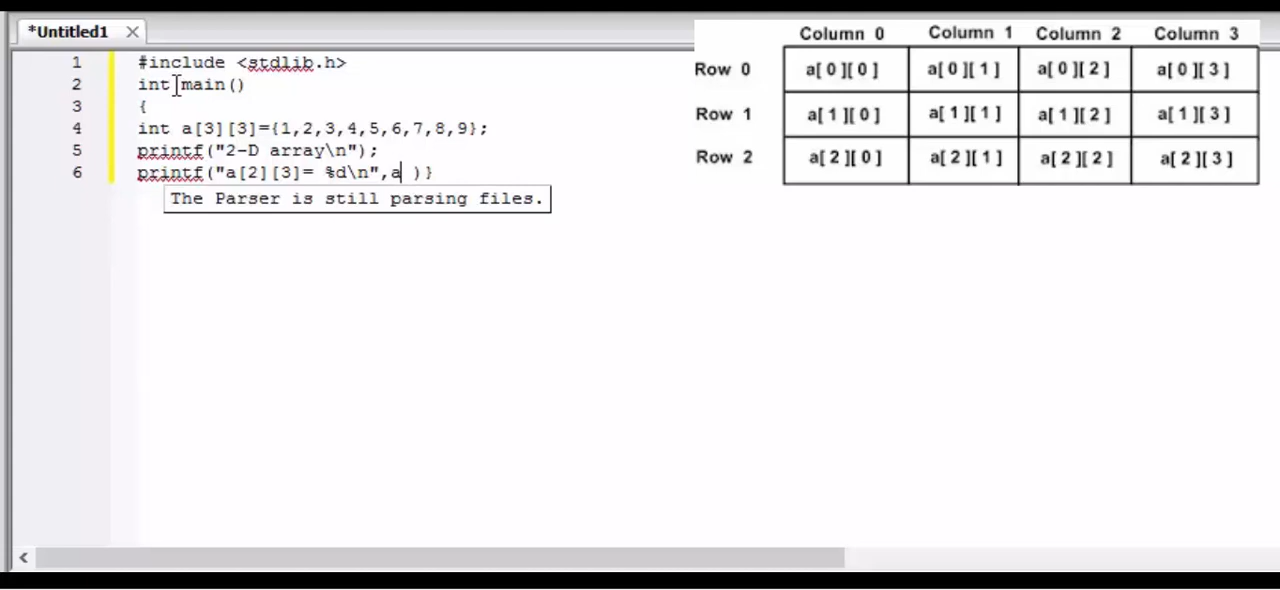 *Untitled1
1 #include <stdlib.h>
2 int main()
3 {
4 int a[3][3]={1,2,3,4,5,6,7,8,9};
5 printf("2-D array\n");
6 printf("a[2][3]= %d\n",a )}
The Parser is still parsing files.
Column 0 Column 1 Column 2 Column 3
Row 0 a[ 0 ][ 0 ] a[ 0 ][ 1 ] a[ 0 ][ 2 ] a[ 0 ][ 3 ]
Row 1 a[ 1 ][ 0 ] a[ 1 ][ 1 ] a[ 1 ][ 2 ] a[ 1 ][ 3 ]
Row 2 a[ 2 ][ 0 ] a[ 2 ][ 1 ] a[ 2 ][ 2 ] a[ 2 ][ 3 ]